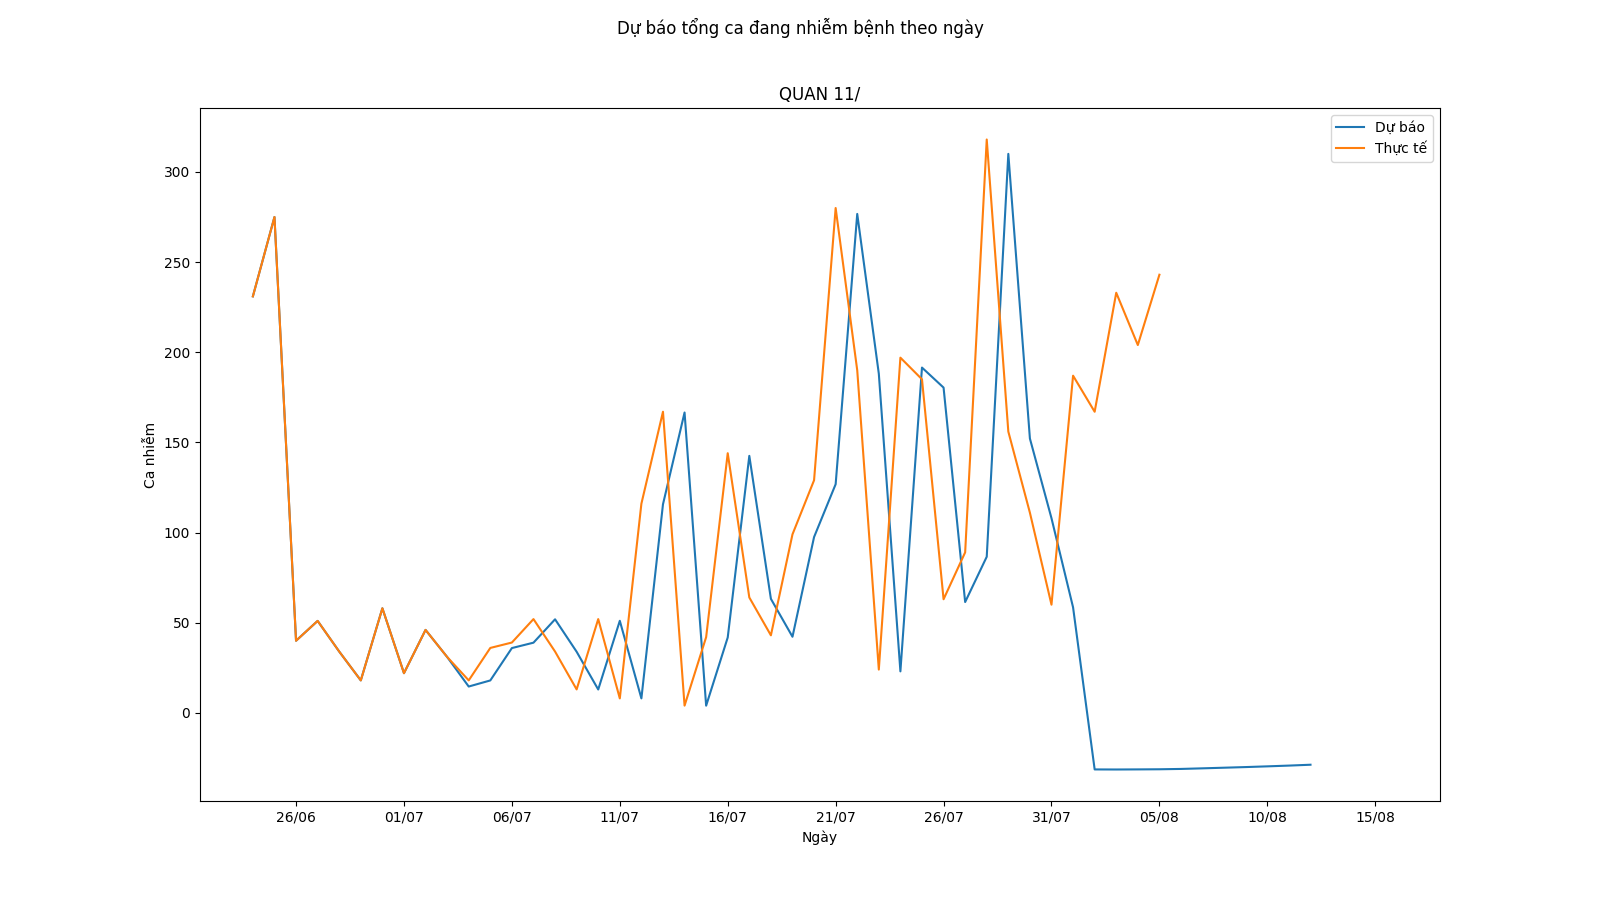 Dự báo tổng ca đang nhiễm bệnh theo ngày
QUAN 11/
Dự báo
Thực tế
300
250
200
150
100
50
0
Ca nhiễm
26/06 01/07 06/07 11/07 16/07 21/07 26/07 31/07 05/08 10/08 15/08
Ngày